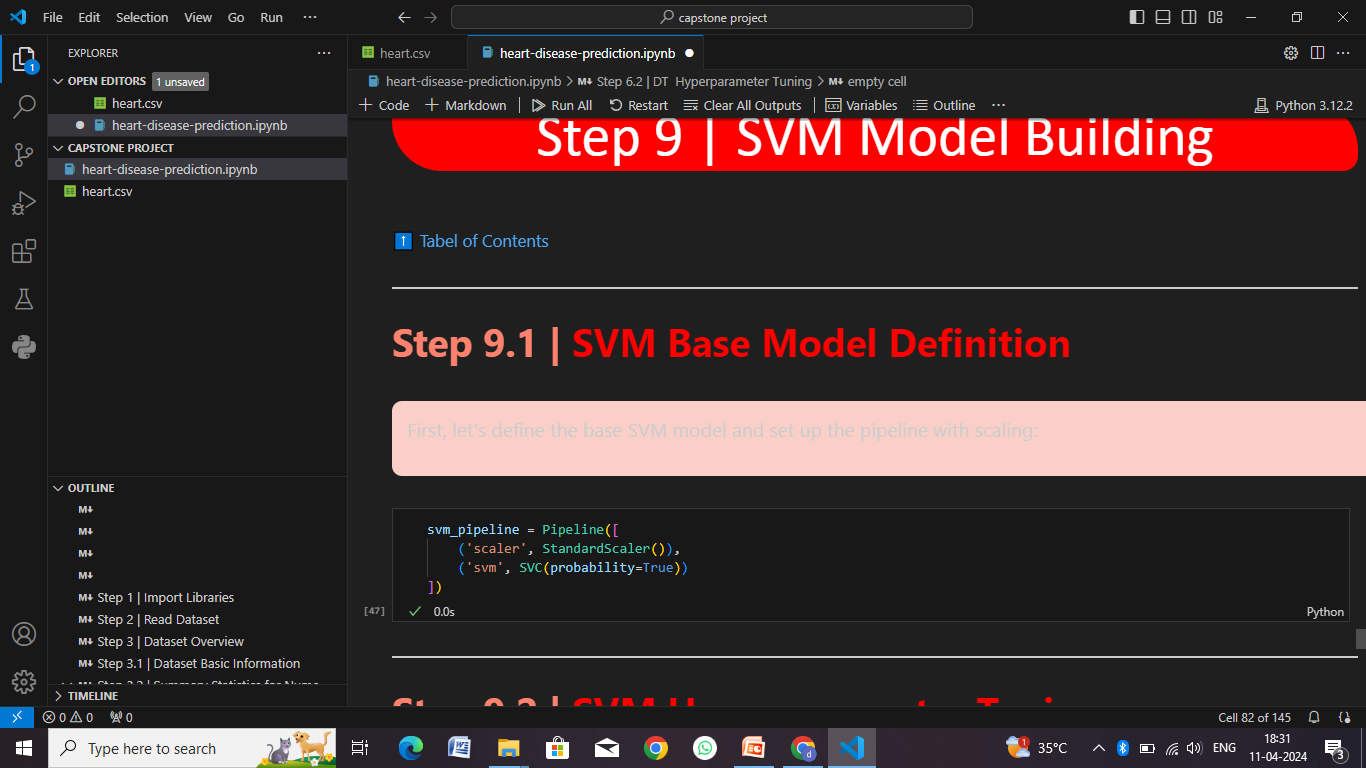 File Edit Selection View Go Run ···
capstone project
EXPLORER ···
OPEN EDITORS 1 unsaved
heart.csv
heart-disease-prediction.ipynb
CAPSTONE PROJECT
heart-disease-prediction.ipynb
heart.csv
OUTLINE
M↓
M↓
M↓
M↓
M↓ Step 1 | Import Libraries
M↓ Step 2 | Read Dataset
M↓ Step 3 | Dataset Overview
M↓ Step 3.1 | Dataset Basic Information
TIMELINE
1
heart.csv
heart-disease-prediction.ipynb
heart-disease-prediction.ipynb > M↓ Step 6.2 | DT Hyperparameter Tuning > M↓ empty cell
+ Code + Markdown | Run All Restart Clear All Outputs | Variables Outline ··· Python 3.12.2
Step 9 | SVM Model Building
Tabel of Contents
Step 9.1 | SVM Base Model Definition
First, let's define the base SVM model and set up the pipeline with scaling:
svm_pipeline = Pipeline([
('scaler', StandardScaler()),
('svm', SVC(probability=True))
])
[47] ✓ 0.0s Python
0 0 0 Cell 82 of 145
Type here to search
35°C ENG 18:31
11-04-2024
3